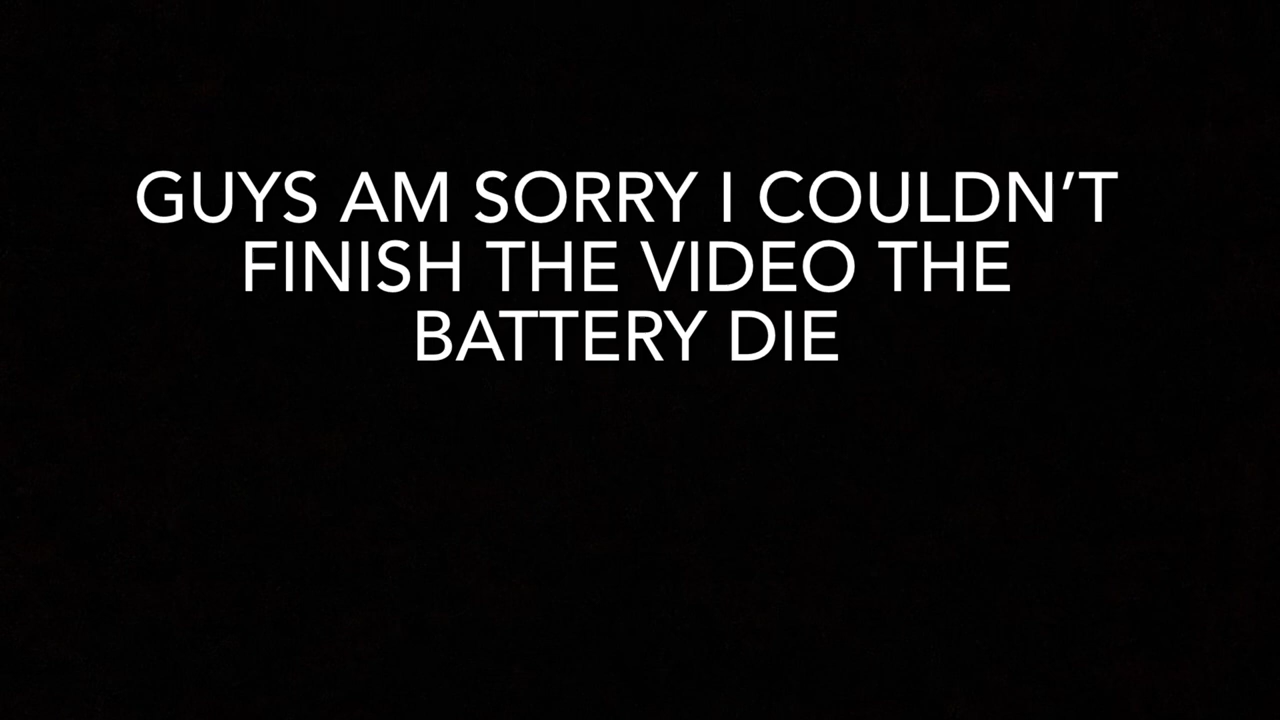 GUYS AM SORRY I COULDN’T
FINISH THE VIDEO THE
BATTERY DIE